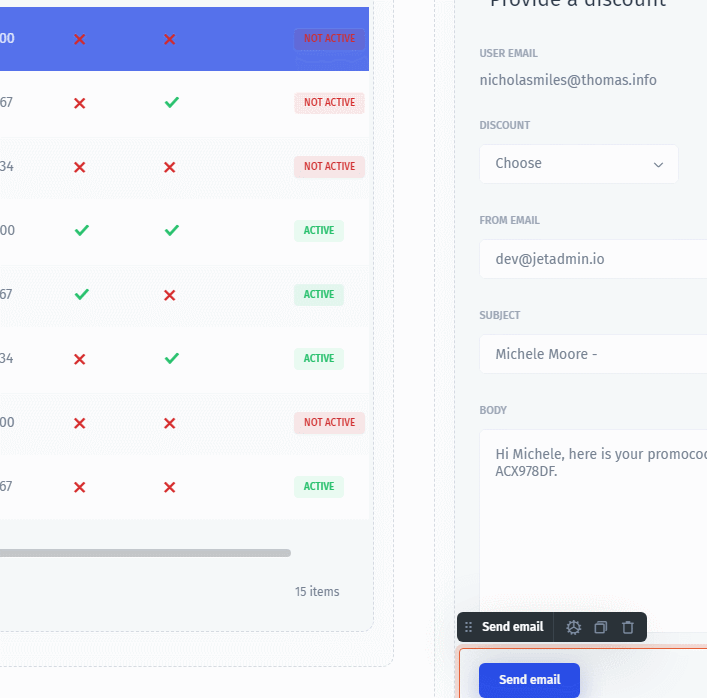 Provide a discount
00
NOT ACTIVE
67
NOT ACTIVE
34
NOT ACTIVE
00
ACTIVE
67
ACTIVE
34
ACTIVE
00
NOT ACTIVE
67
ACTIVE
15 items
USER EMAIL
nicholasmiles@thomas.info
DISCOUNT
Choose
FROM EMAIL
dev@jetadmin.io
SUBJECT
Michele Moore -
BODY
Hi Michele, here is your promocod
ACX978DF.
Send email
Send email